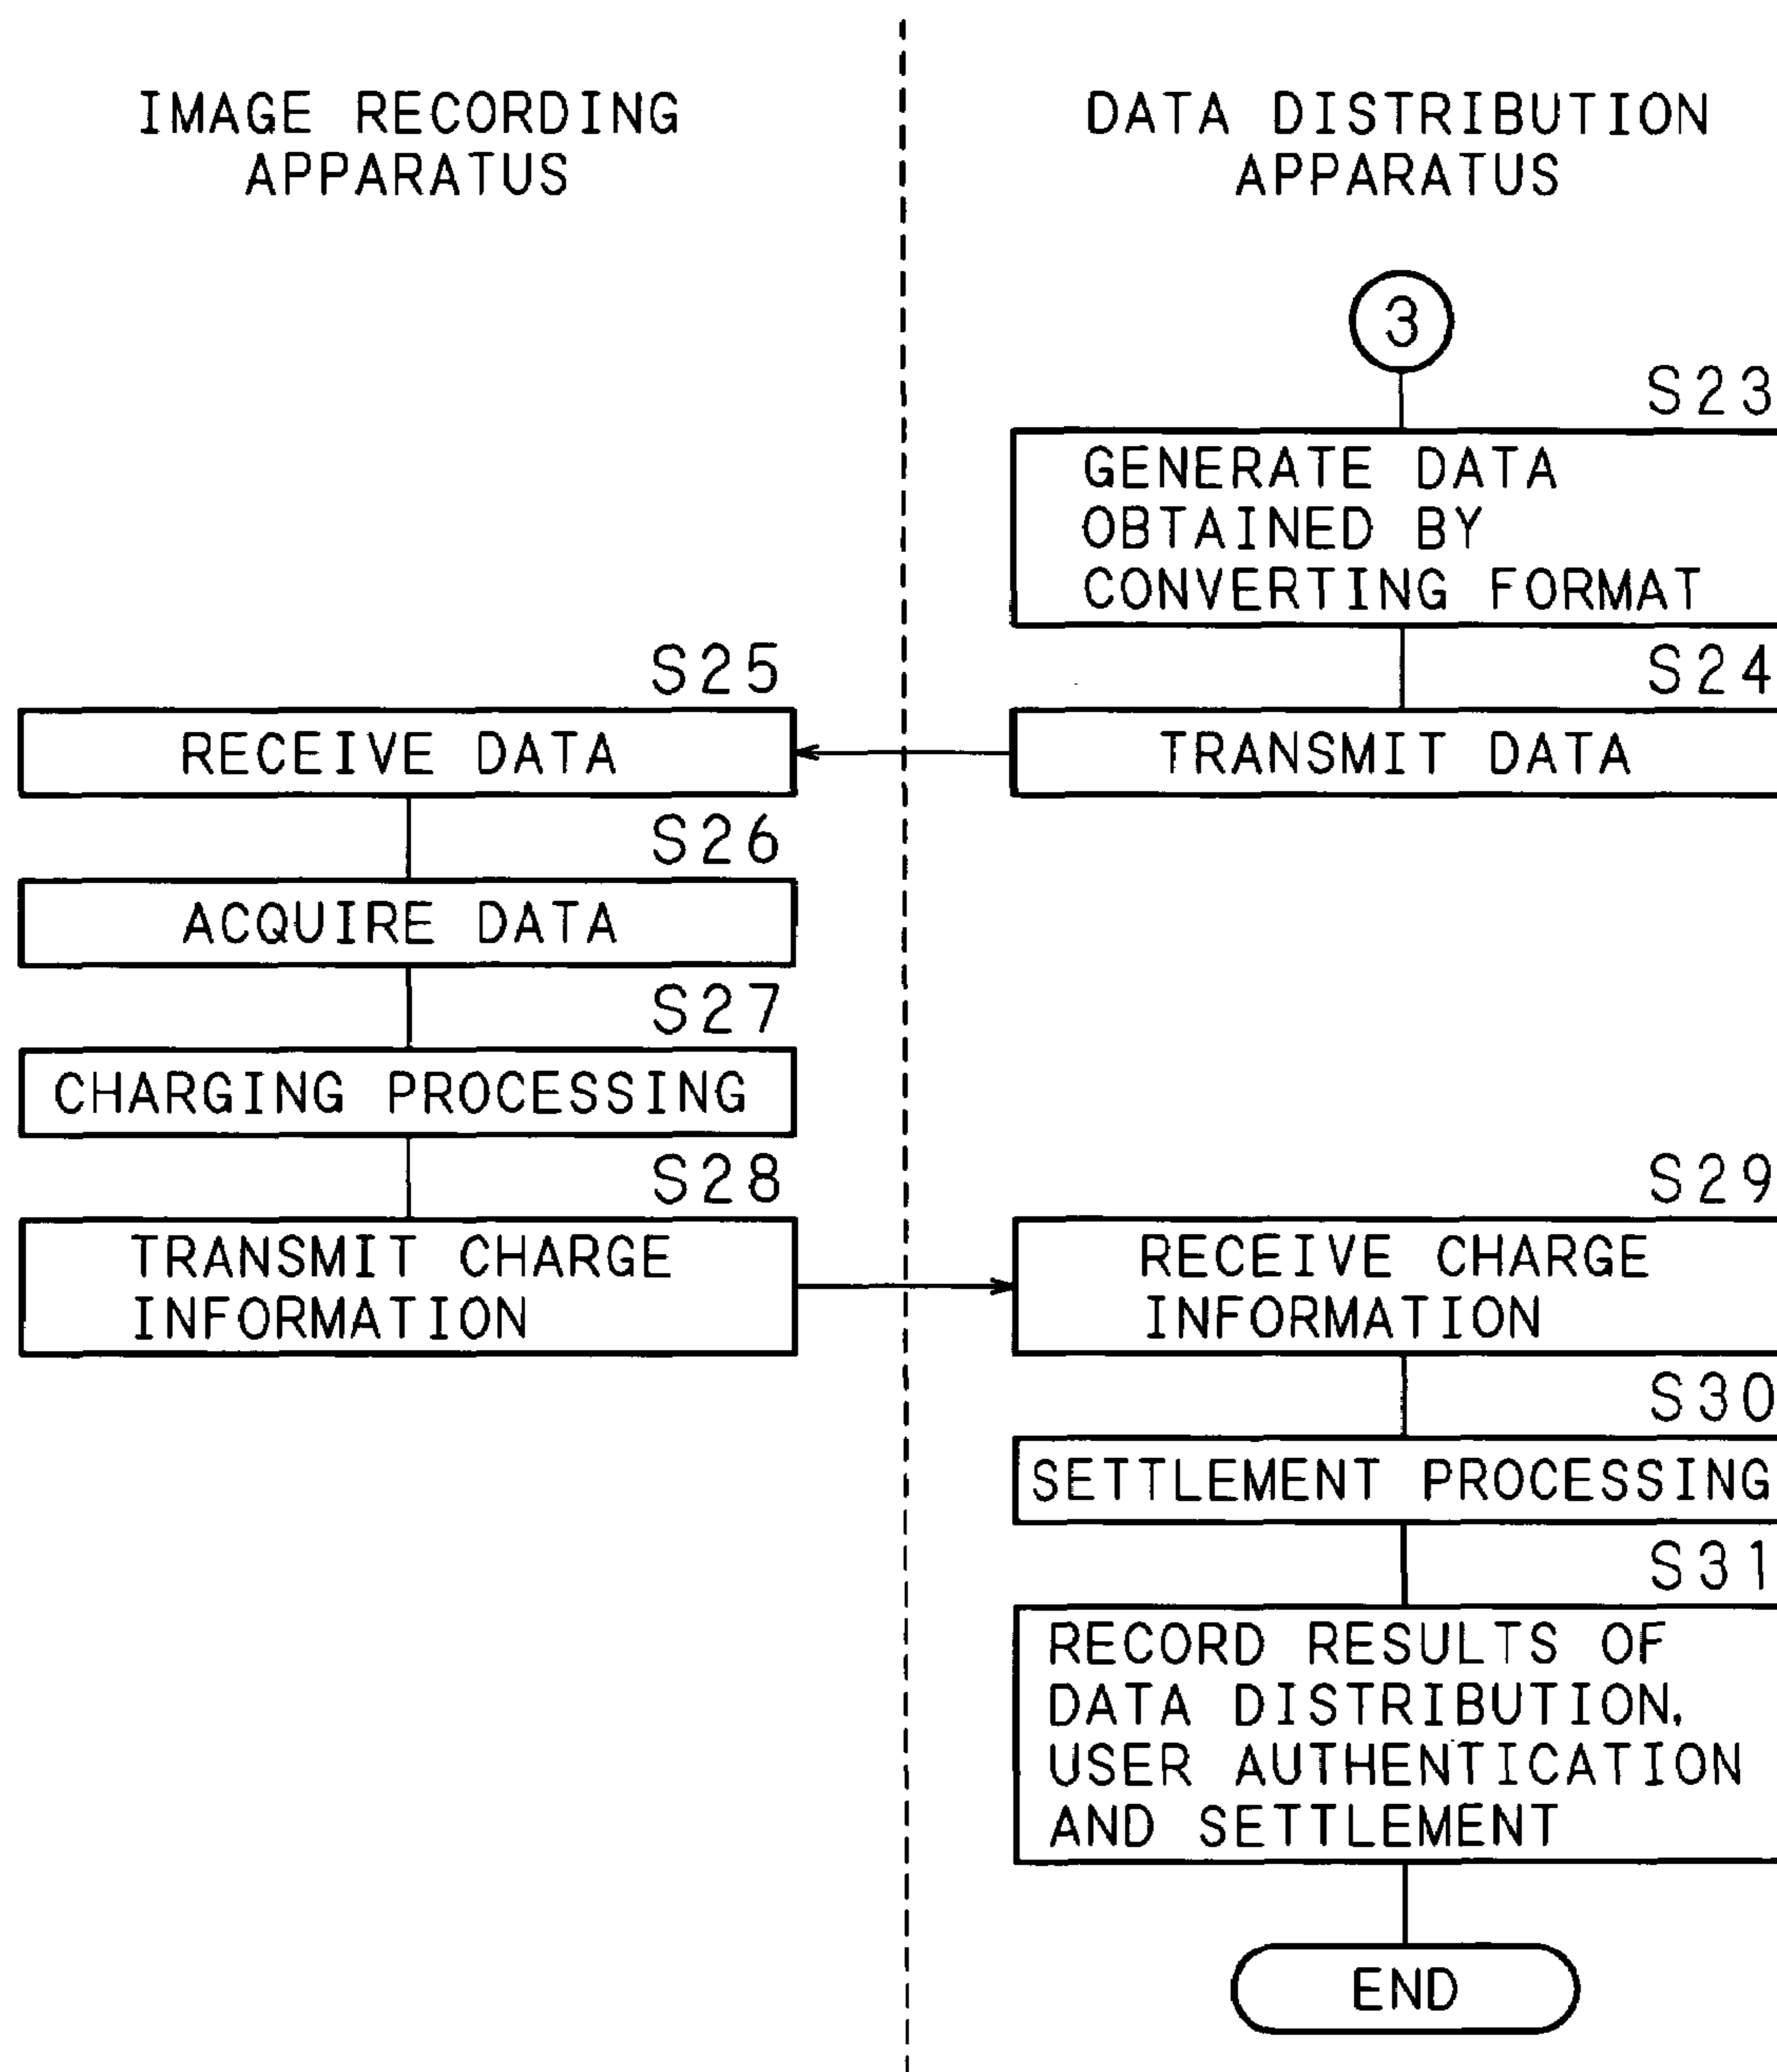 IMAGE RECORDING
APPARATUS
DATA DISTRIBUTION
APPARATUS
3
S23
GENERATE DATA
OBTAINED BY
CONVERTING FORMAT
S24
TRANSMIT DATA
S25
RECEIVE DATA
S26
ACQUIRE DATA
S27
CHARGING PROCESSING
S28
TRANSMIT CHARGE
INFORMATION
S29
RECEIVE CHARGE
INFORMATION
S30
SETTLEMENT PROCESSING
S31
RECORD RESULTS OF
DATA DISTRIBUTION,
USER AUTHENTICATION
AND SETTLEMENT
END